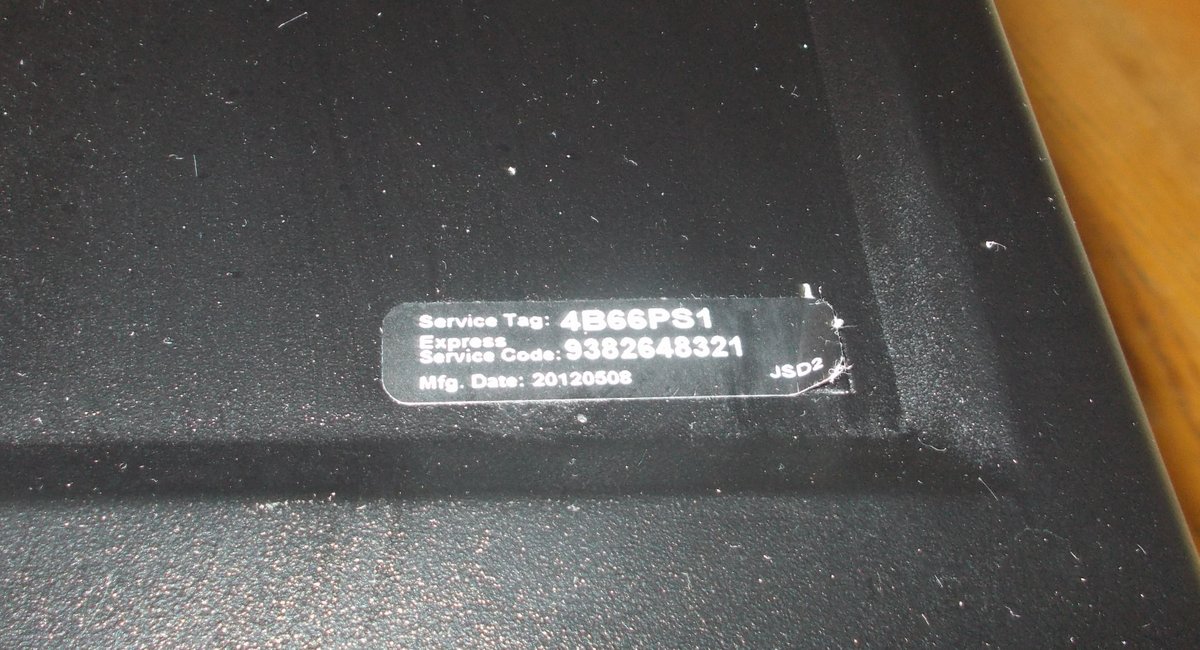 Service Tag: 4B66PS1
Express
Service Code: 9382648321
Mfg. Date: 20120508
JSD2